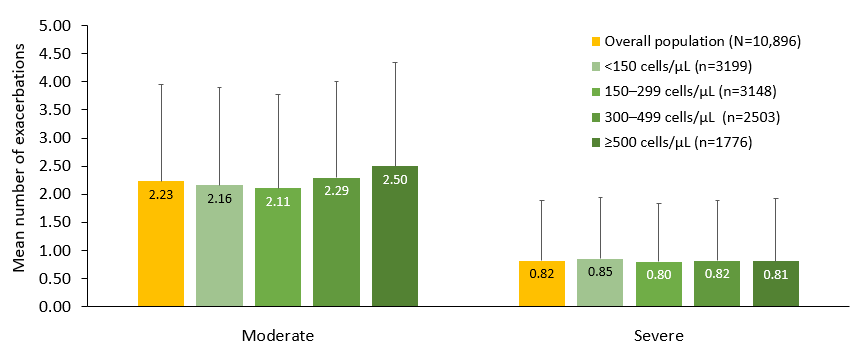 5.00
4.50
4.00
3.50
3.00
2.50
2.00
1.50
1.00
0.50
0.00
Mean number of exacerbations
Overall population (N=10,896)
<150 cells/µL (n=3199)
150–299 cells/µL (n=3148)
300–499 cells/µL  (n=2503)
≥500 cells/µL (n=1776)
2.23
2.16
2.11
2.29
2.50
0.82
0.85
0.80
0.82
0.81
Moderate
Severe